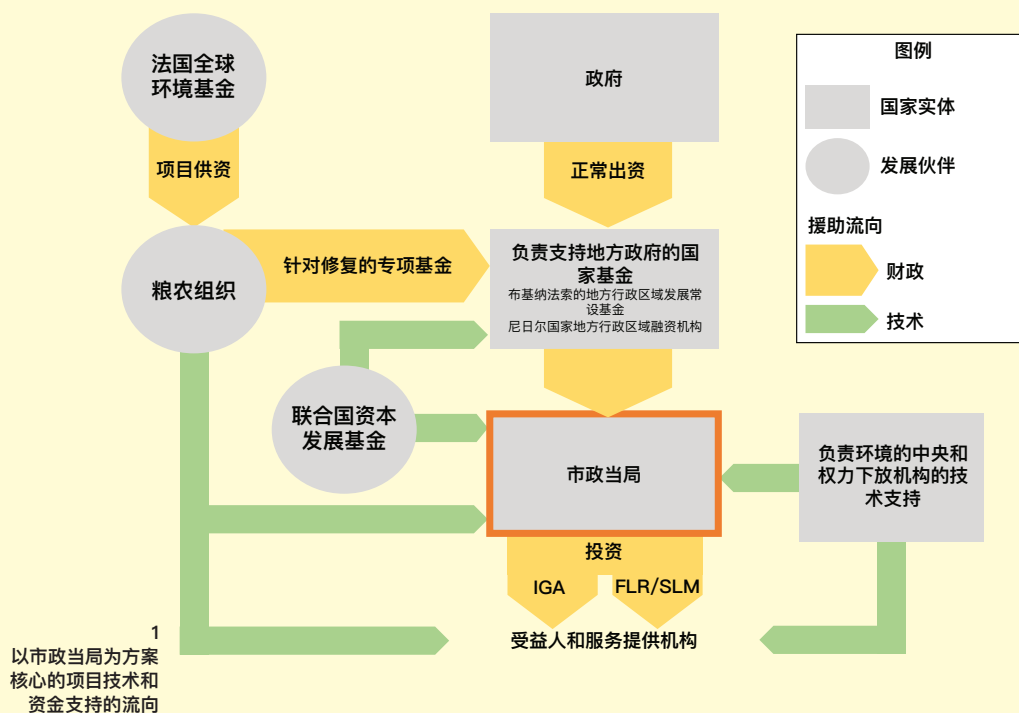 法国全球
环境基金
项目供资
政府
正常出资
图例
国家实体
发展伙伴
援助流向
财政
技术
粮农组织
针对修复的专项基金
负责支持地方政府的国
家基金
布基纳法索的地方行政区域发展常
设基金
尼日尔国家地方行政区域融资机构
联合国资本
发展基金
市政当局
负责环境的中央和
权力下放机构的技
术支持
投资
IGA
FLR/SLM
受益人和服务提供机构
1
以市政当局为方案
核心的项目技术和
资金支持的流向